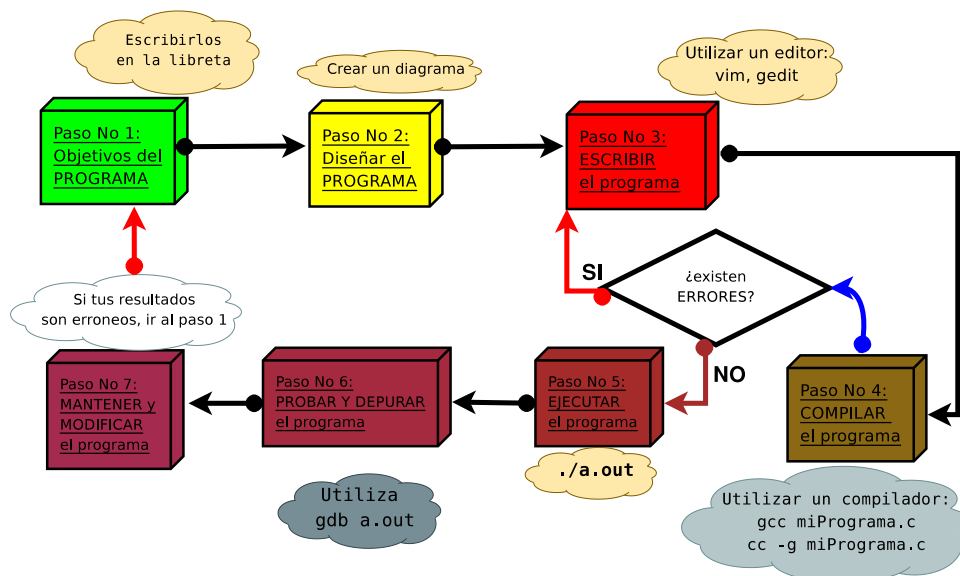 Escribirlos
en la libreta
Crear un diagrama
Utilizar un editor:
vim, gedit
Paso No 1:
Objetivos del
PROGRAMA
Paso No 2:
Diseñar el
PROGRAMA
Paso No 3:
ESCRIBIR
el programa
SI
¿existen
ERRORES?
NO
Si tus resultados
son erroneos, ir al paso 1
Paso No 7:
MANTENER y
MODIFICAR
el programa
Paso No 6:
PROBAR Y DEPURAR
el programa
Paso No 5:
EJECUTAR
el programa
Paso No 4:
COMPILAR
el programa
./a.out
Utiliza
gdb a.out
Utilizar un compilador:
gcc miPrograma.c
cc -g miPrograma.c